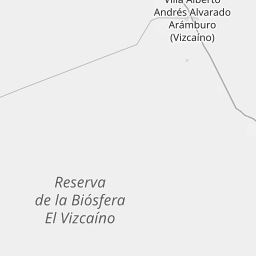 Villa Alberto
Andrés Alvarado
Arámburo
(Vizcaíno)
Reserva
de la Biósfera
El Vizcaíno